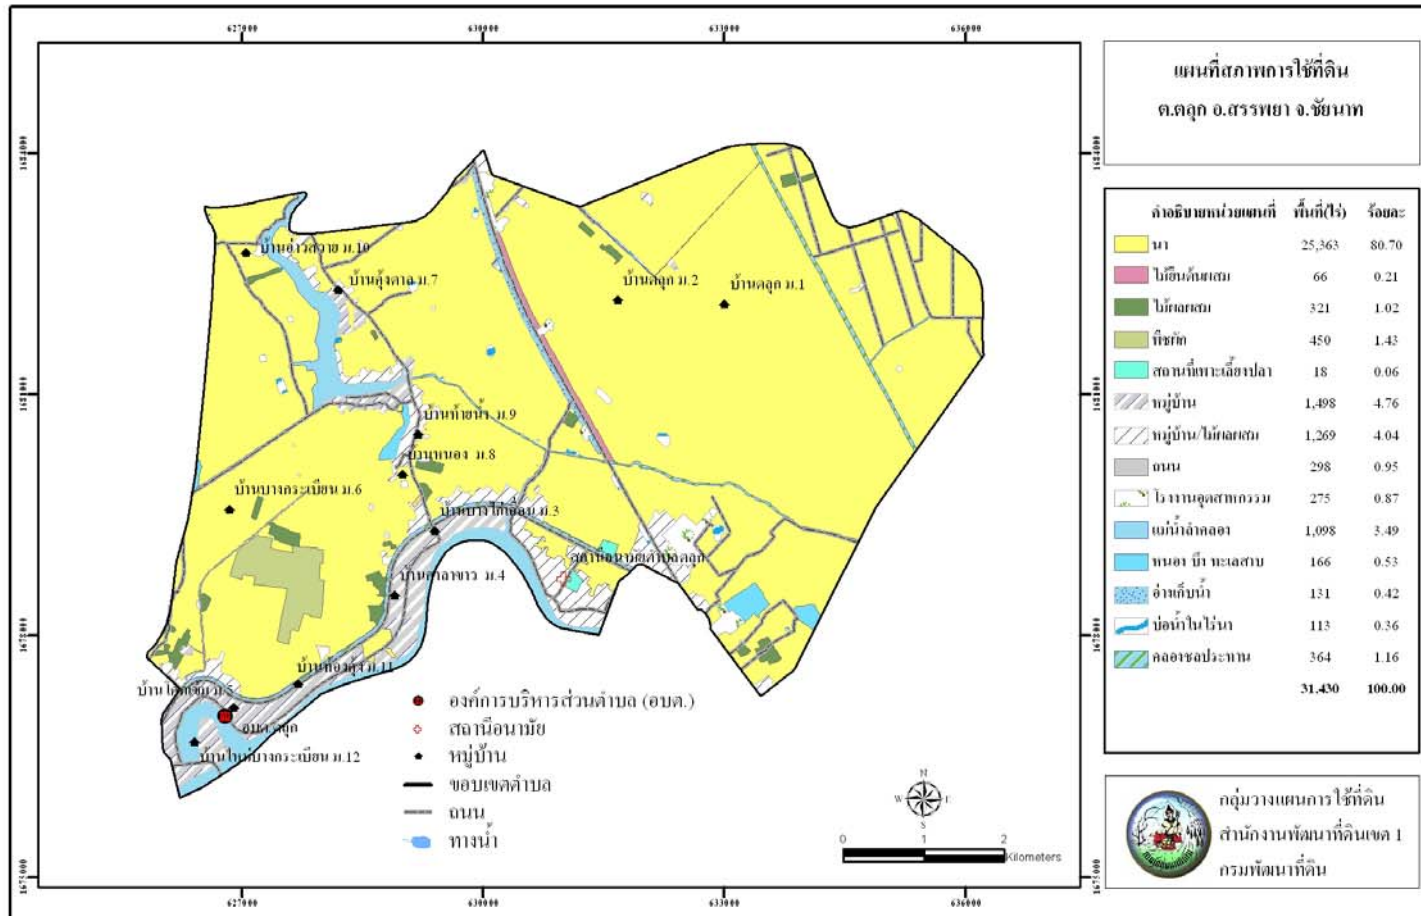 627000
630000
633000
636000
แผนที่สภาพการใช้ที่ดิน
ต.ตลุก อ.สรรพยา จ.ชัยนาท
1684000
1684000
คำอธิบายหน่วยแผนที่ พื้นที่(ไร่) ร้อยละ
นา 25,363 80.70
ไม้ยืนต้นผสม 66 0.21
ไม้ผลผสม 321 1.02
พืชผัก 450 1.43
สถานที่เพาะเลี้ยงปลา 18 0.06
หมู่บ้าน 1,498 4.76
หมู่บ้าน/ไม้ผลผสม 1,269 4.04
ถนน 298 0.95
โรงงานอุตสาหกรรม 275 0.87
แม่น้ำลำคลอง 1,098 3.49
หนอง บึง ทะเลสาบ 166 0.53
อ่างเก็บน้ำ 131 0.42
บ่อน้ำในไร่นา 113 0.36
คลองชลประทาน 364 1.16
31,430 100.00
บ้านอ่าวสวาย ม.10
บ้านคุ้งตาล ม.7
บ้านตลุก ม.2
บ้านตลุก ม.1
1681000
1681000
บ้านท้ายน้ำ ม.9
บ้านหนอง ม.8
บ้านบางกระเบียน ม.6
บ้านบางไก่เถื่อน ม.3
สถานีอนามัยตำบลตลุก
บ้านศาลาขาว ม.4
1678000
1678000
บ้านท้องคุ้ง ม.11
ม.5
อบต.ตลุก
บ้านใหม่บางกระเบียน ม.12
องค์การบริหารส่วนตำบล (อบต.)
สถานีอนามัย
หมู่บ้าน
ขอบเขตตำบล
ถนน
ทางน้ำ
N
W E
S
0 1 2
Kilometers
กลุ่มวางแผนการใช้ที่ดิน
สำนักงานพัฒนาที่ดินเขต 1
กรมพัฒนาที่ดิน
1675000
1675000
627000
630000
633000
636000